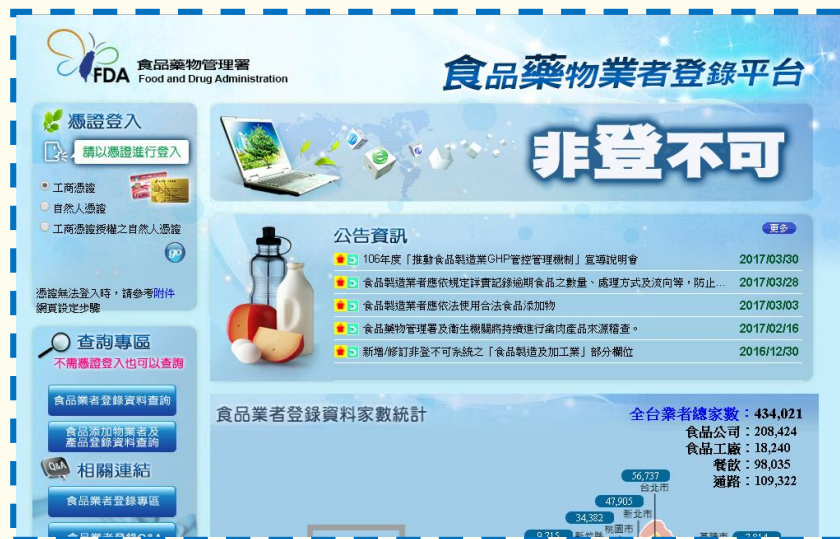 FDA 食品藥物管理署
Food and Drug Administration
食品藥物業者登錄平台
憑證登入
請以憑證進行登入
工商憑證
自然人憑證
工商憑證授權之自然人憑證
go
憑證無法登入時，請參考附件
網頁設定步驟
查詢專區
不需憑證登入也可以查詢
食品業者登錄資料查詢
食品添加物業者及
產品登錄資料查詢
Q&A 相關連結
食品業者登錄專區
食品業者登錄Q&A
非登不可
公告資訊
更多
106年度「推動食品製造業GHP管控管理機制」宣導說明會 2017/03/30
食品製造業者應依規定詳實記錄逾期食品之數量、處理方式及流向等，防止... 2017/03/28
食品製造業者應依法使用合法食品添加物 2017/03/03
食品藥物管理署及衛生機關將持續進行禽肉產品來源稽查。 2017/02/16
新增/修訂非登不可系統之「食品製造及加工業」部分欄位 2016/12/30
食品業者登錄資料家數統計
全台業者總家數：434,021
食品公司：208,424
食品工廠：18,240
餐飲：98,035
通路：109,322
56,737
台北市
47,905
新北市
34,382 桃園市
9,715 新竹縣
基隆市 7,814